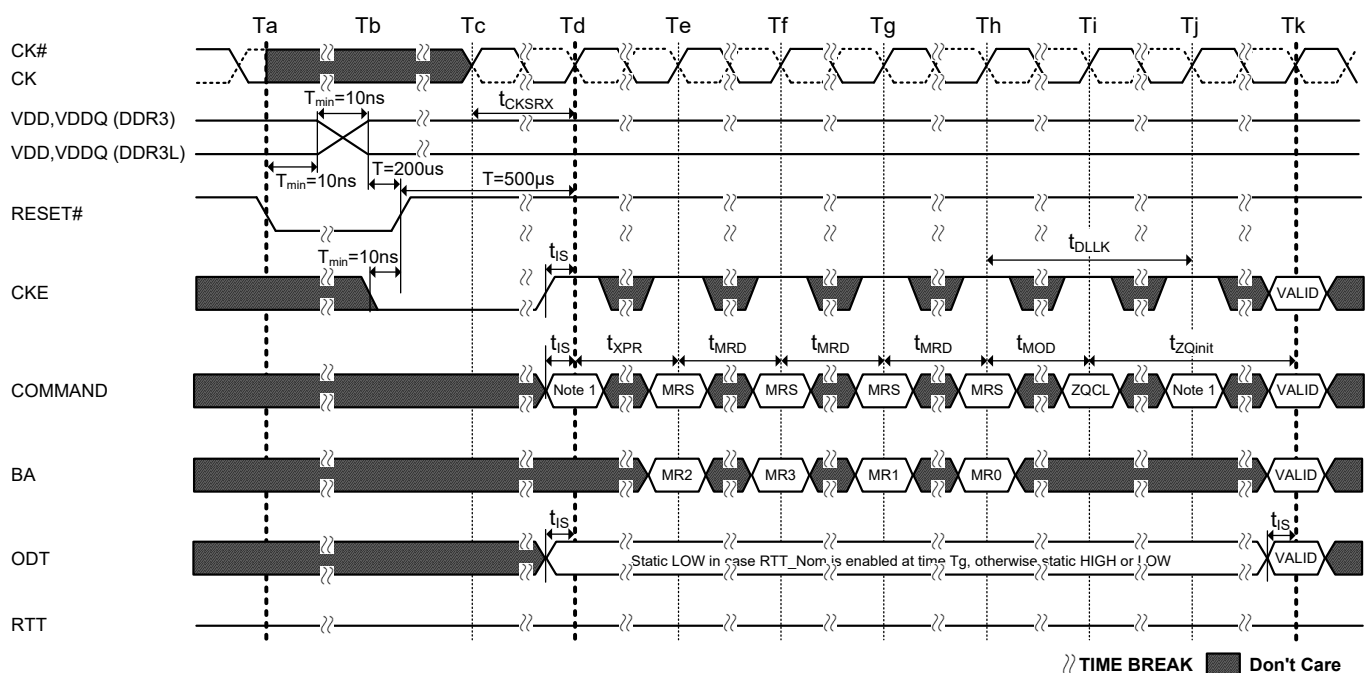 Ta Tb Tc Td Te Tf Tg Th Ti Tj Tk
CK#
CK
Tmin=10ns tCKSRX
VDD,VDDQ (DDR3)
VDD,VDDQ (DDR3L)
Tmin=10ns T=200us T=500µs
RESET#
Tmin=10ns tIS tDLLK
CKE VALID
tIS tXPR tMRD tMRD tMRD tMOD tZQinit
COMMAND Note 1 MRS MRS MRS MRS ZQCL Note 1 VALID
BA MR2 MR3 MR1 MR0 VALID
tIS tIS
ODT Static LOW in case RTT_Nom is enabled at time Tg, otherwise static HIGH or LOW VALID
RTT
TIME BREAK Don't Care